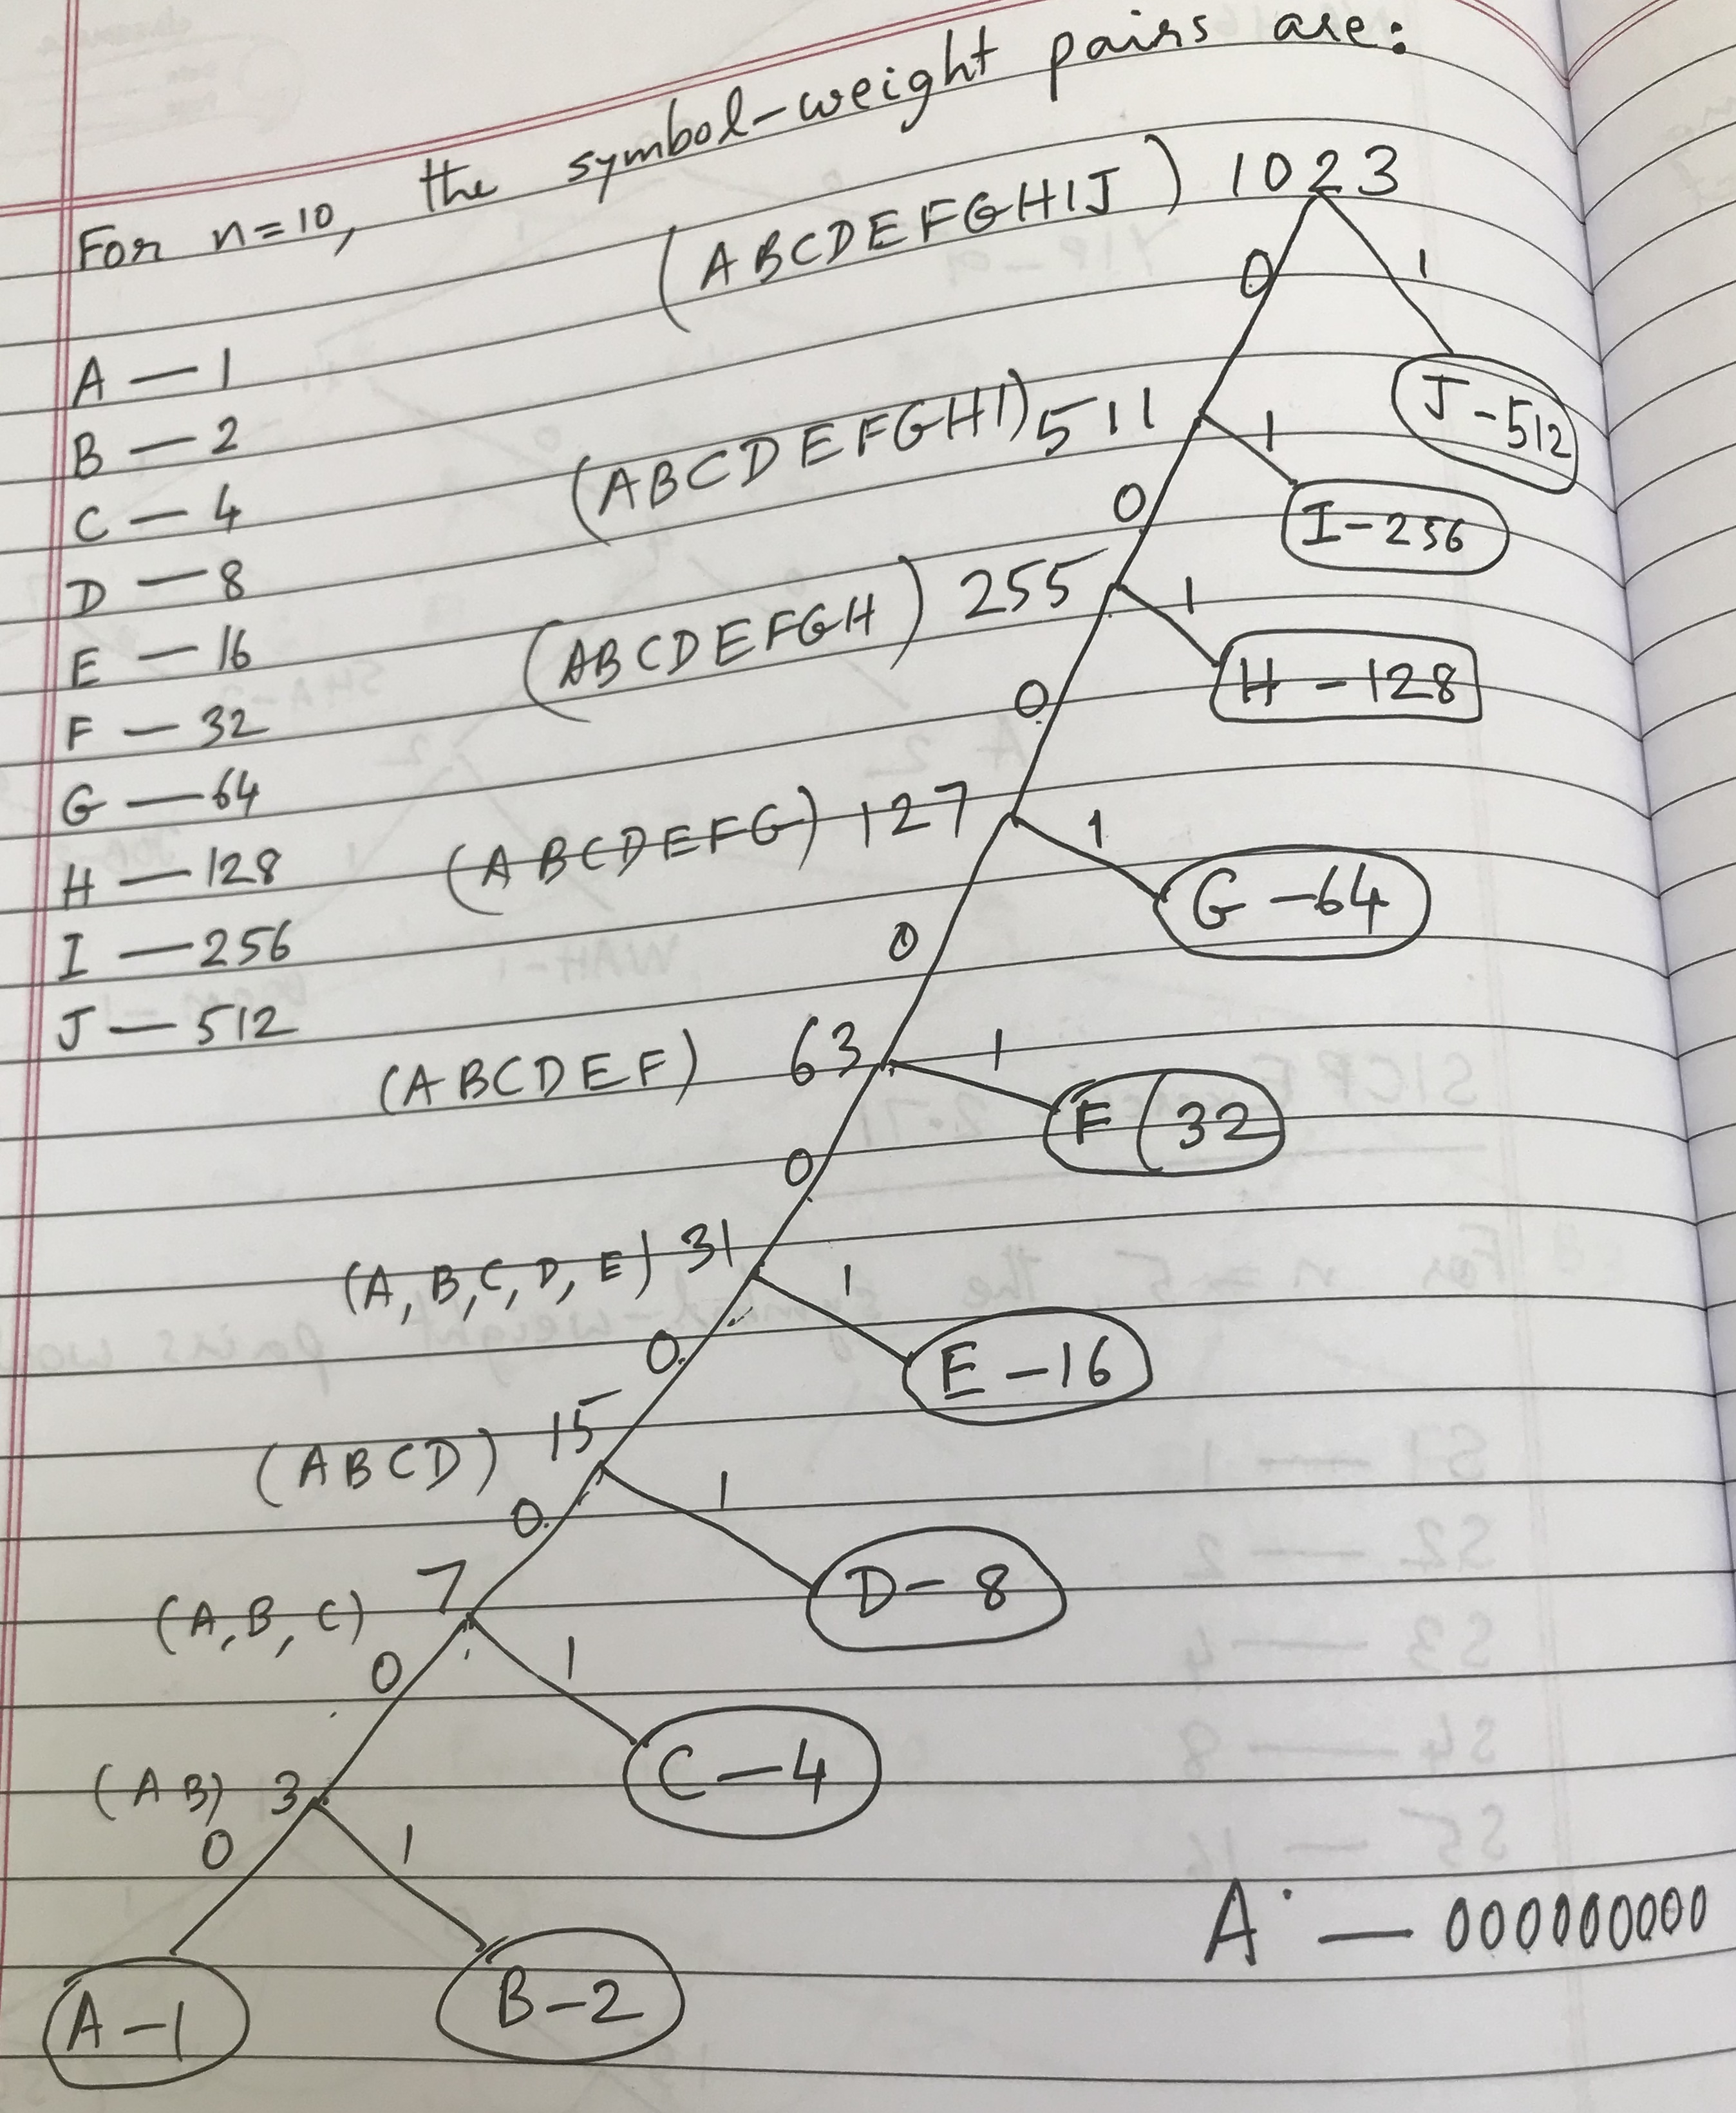 For n=10, the symbol-weight pairs are:
(ABCDEFGHIJ) 1023
0 1
A — 1
J - 512
B — 2
(ABCDEFGHI) 511
1
C — 4
0
I - 256
D — 8
(ABCDEFGH) 255
1
E — 16
0
H - 128
F — 32
G — 64
(ABCDEFG) 127
1
H — 128
0
G - 64
I — 256
J — 512
(ABCDEF) 63
1
0
F ( 32
(A, B, C, D, E) 31
1
0
E - 16
(ABCD) 15
1
0
D - 8
(A, B, C) 7
0 1
C - 4
(AB) 3
0 1
A - 000000000
A - 1
B - 2